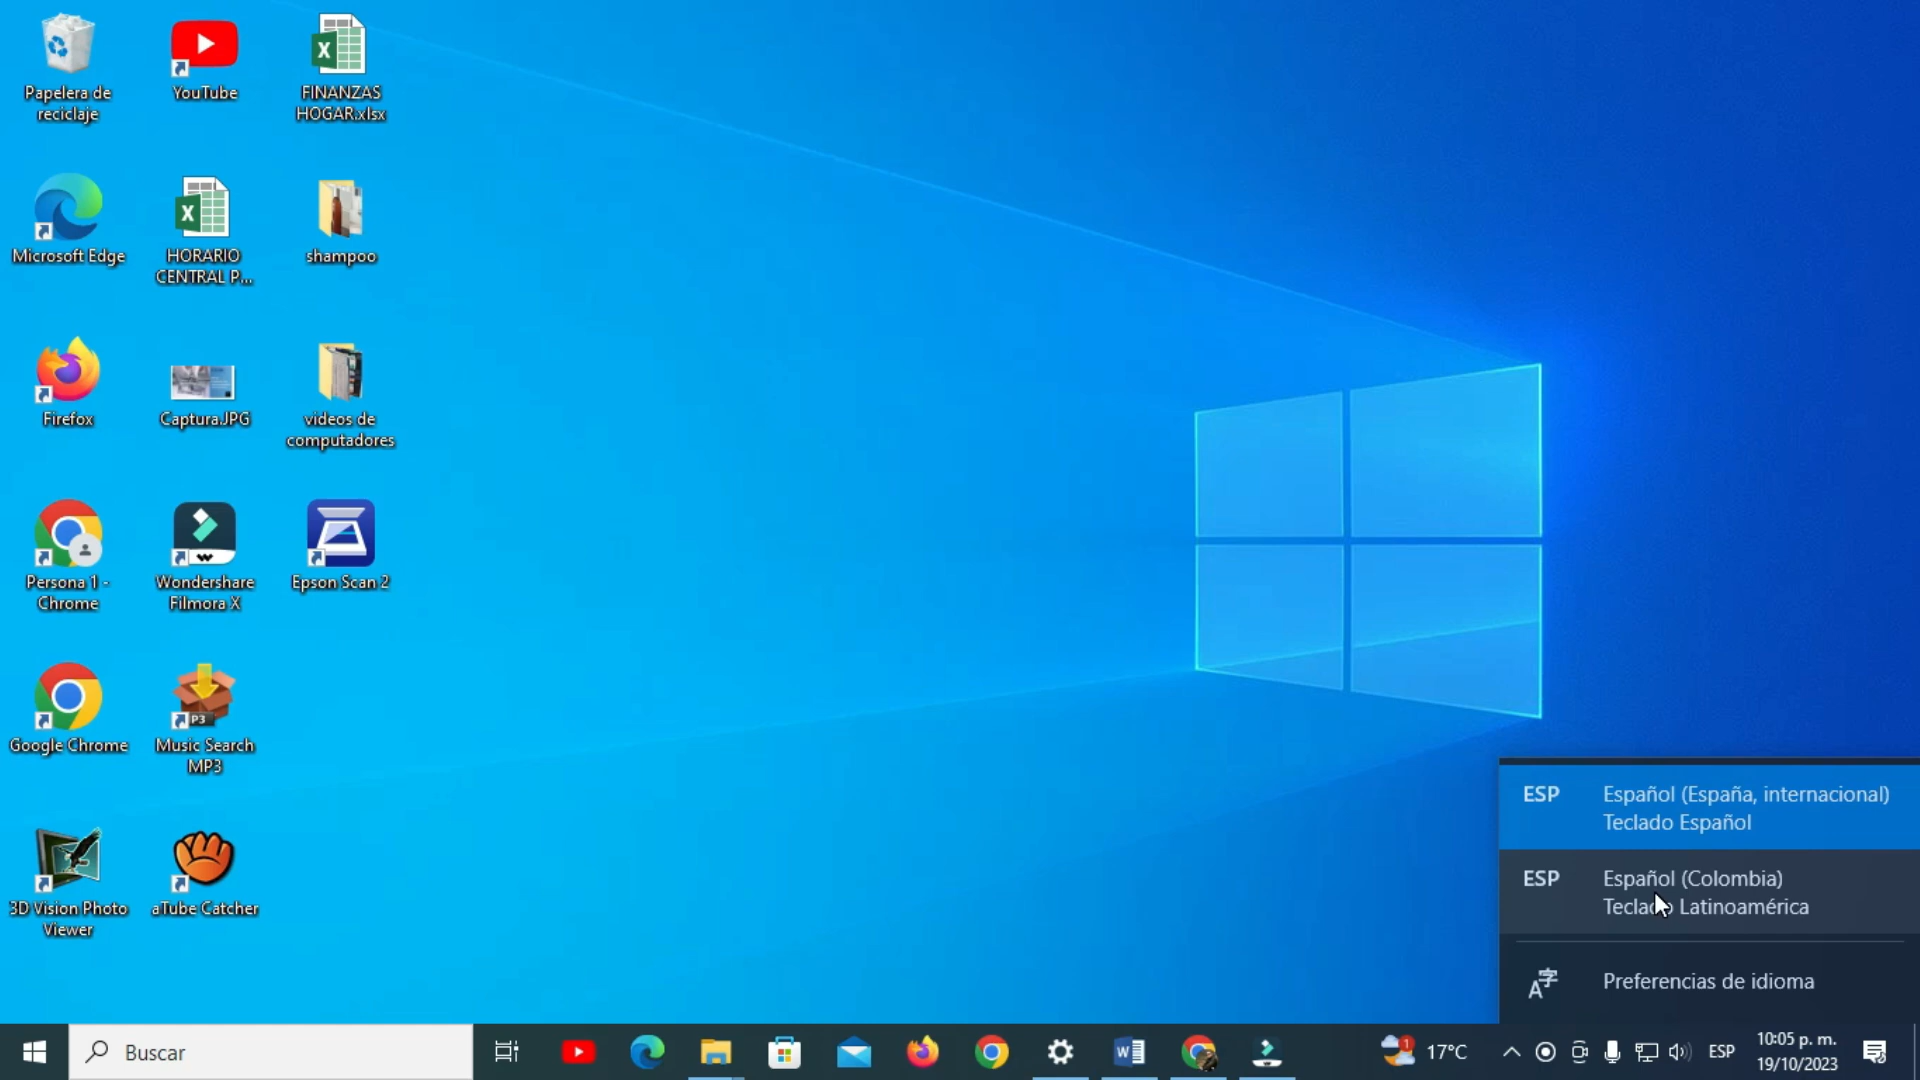 Papelera de
reciclaje
YouTube
FINANZAS
HOGAR.xlsx
Microsoft Edge
HORARIO
CENTRAL P...
shampoo
Firefox
Captura.JPG
videos de
computadores
Persona 1 -
Chrome
Wondershare
Filmora X
Epson Scan 2
Google Chrome
P3
Music Search
MP3
3D Vision Photo
Viewer
aTube Catcher
ESP Español (España, internacional)
Teclado Español
ESP Español (Colombia)
Teclado Latinoamérica
Preferencias de idioma
Buscar
1
17°C
ESP
10:05 p. m.
19/10/2023